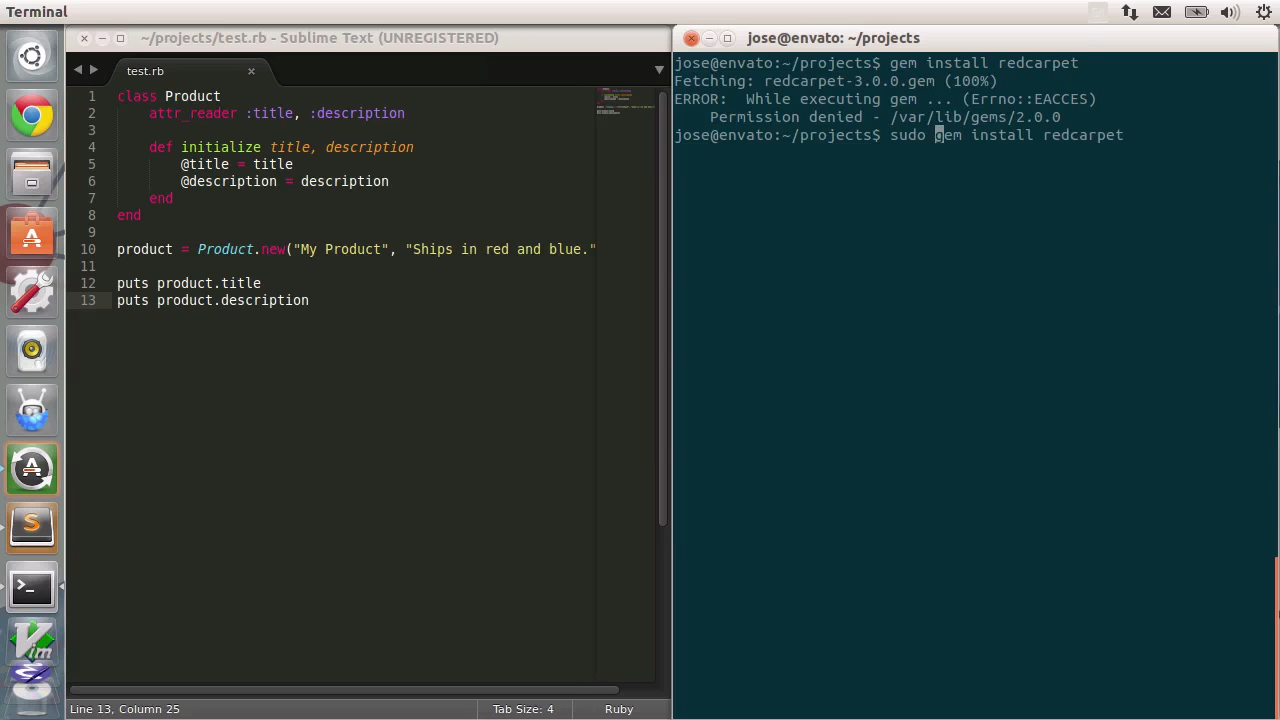 Terminal
~/projects/test.rb - Sublime Text (UNREGISTERED)
test.rb
1 class Product
2 attr_reader :title, :description
3
4 def initialize title, description
5 @title = title
6 @description = description
7 end
8 end
9
10 product = Product.new("My Product", "Ships in red and blue."
11
12 puts product.title
13 puts product.description
Line 13, Column 25
Tab Size: 4
Ruby
jose@envato: ~/projects
jose@envato:~/projects$ gem install redcarpet
Fetching: redcarpet-3.0.0.gem (100%)
ERROR:  While executing gem ... (Errno::EACCES)
Permission denied - /var/lib/gems/2.0.0
jose@envato:~/projects$ sudo gem install redcarpet
Vim